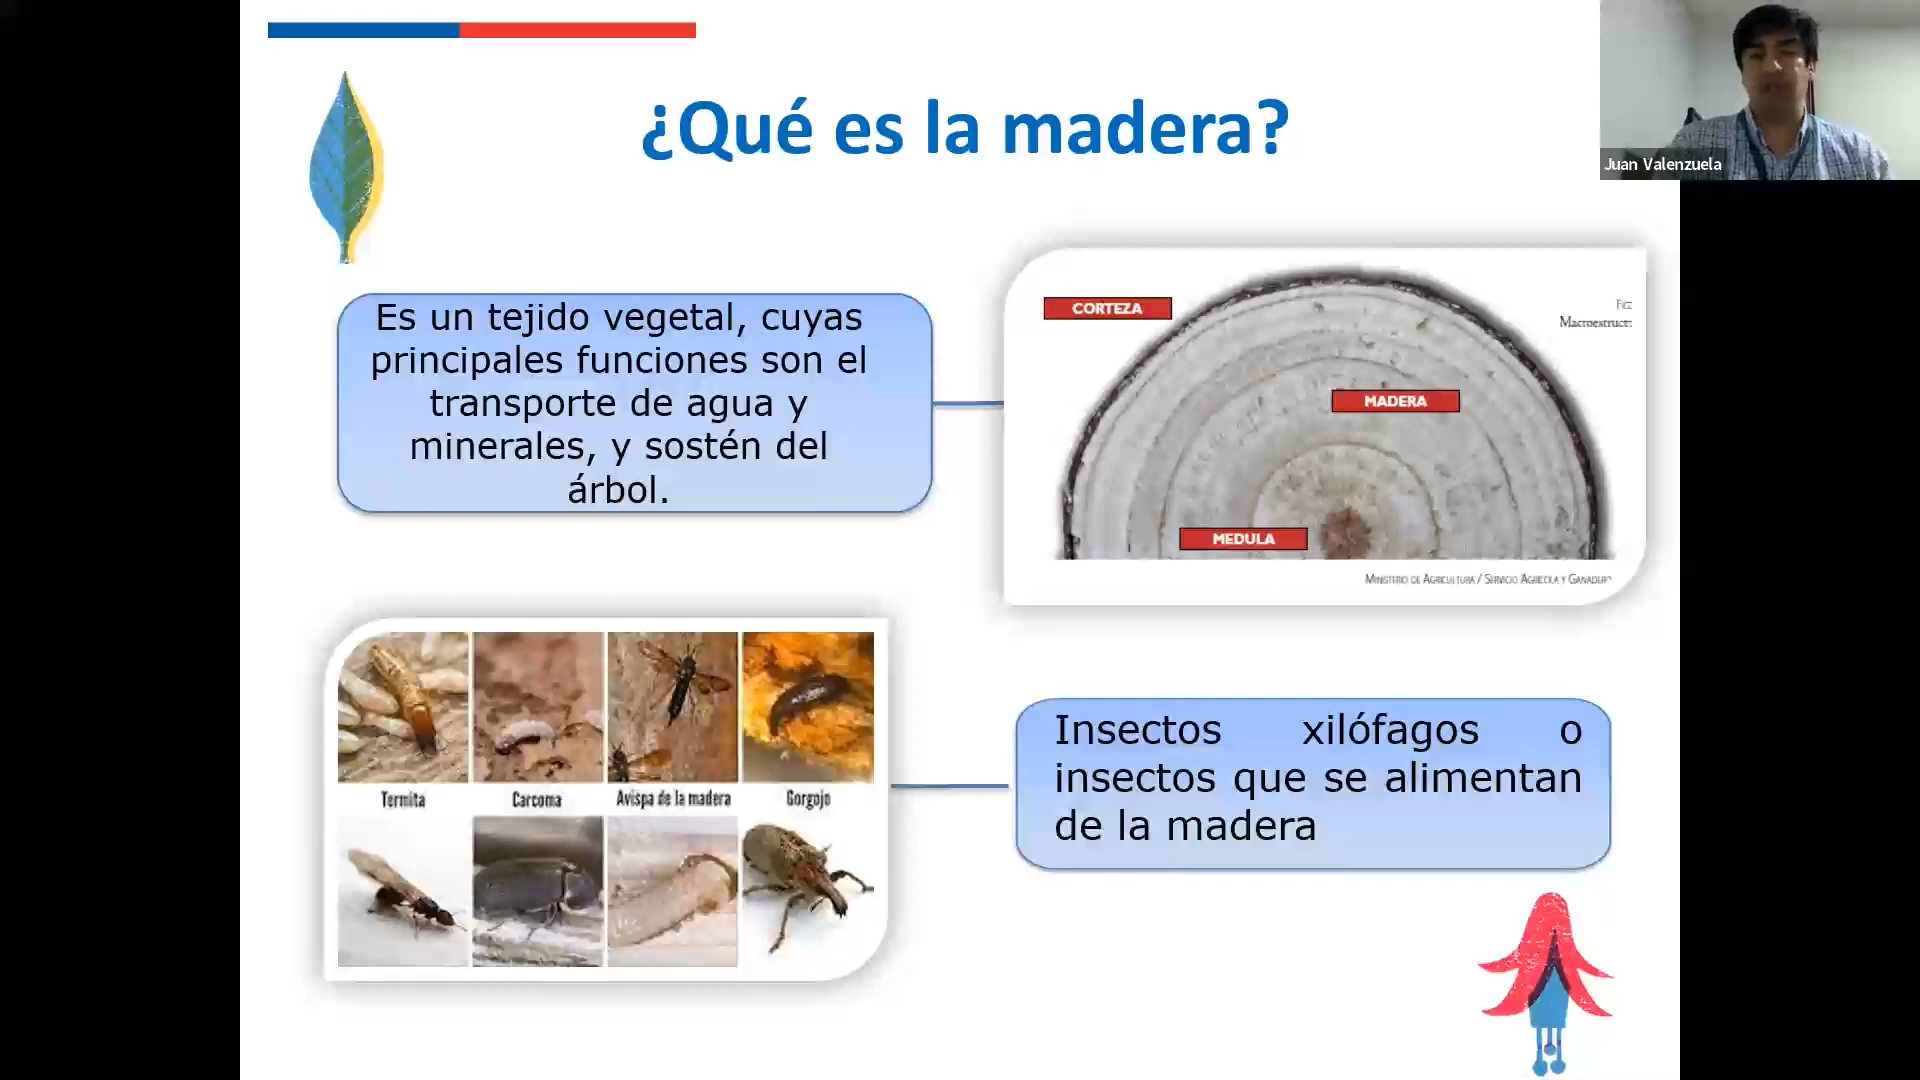 ¿Qué es la madera?
Juan Valenzuela
Es un tejido vegetal, cuyas
principales funciones son el
transporte de agua y
minerales, y sostén del
árbol.
CORTEZA
Macroestruct
MADERA
MEDULA
Ministerio de Agricultura / Servicio Agrícola y Ganadero
Termita
Carcoma
Avispa de la madera
Gorgojo
Insectos xilófagos o
insectos que se alimentan
de la madera